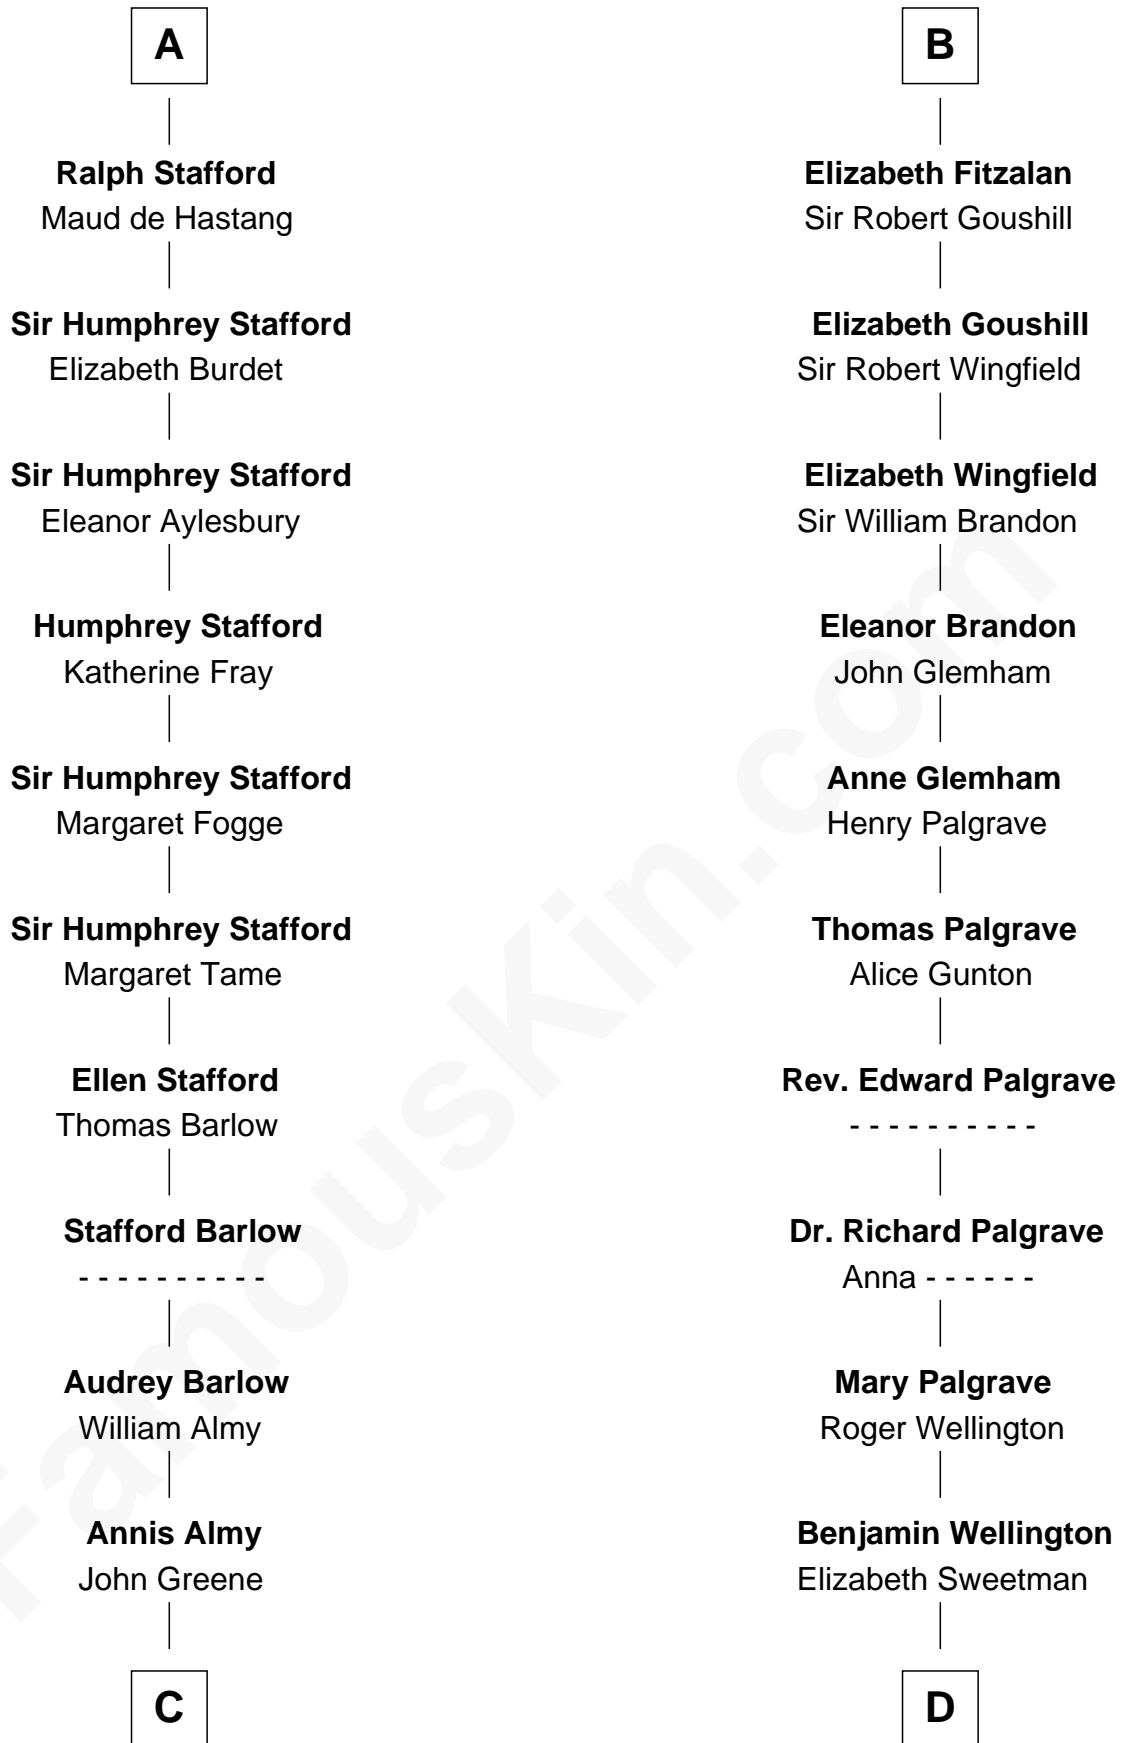 A
Ralph Stafford
Maud de Hastang
Sir Humphrey Stafford
Elizabeth Burdet
Sir Humphrey Stafford
Eleanor Aylesbury
Humphrey Stafford
Katherine Fray
Sir Humphrey Stafford
Margaret Fogge
Sir Humphrey Stafford
Margaret Tame
Ellen Stafford
Thomas Barlow
Stafford Barlow
- - - - - - - - - -
Audrey Barlow
William Almy
Annis Almy
John Greene
C
B
Elizabeth Fitzalan
Sir Robert Goushill
Elizabeth Goushill
Sir Robert Wingfield
Elizabeth Wingfield
Sir William Brandon
Eleanor Brandon
John Glemham
Anne Glemham
Henry Palgrave
Thomas Palgrave
Alice Gunton
Rev. Edward Palgrave
- - - - - - - - - -
Dr. Richard Palgrave
Anna - - - - - -
Mary Palgrave
Roger Wellington
Benjamin Wellington
Elizabeth Sweetman
D
FamousKin.com